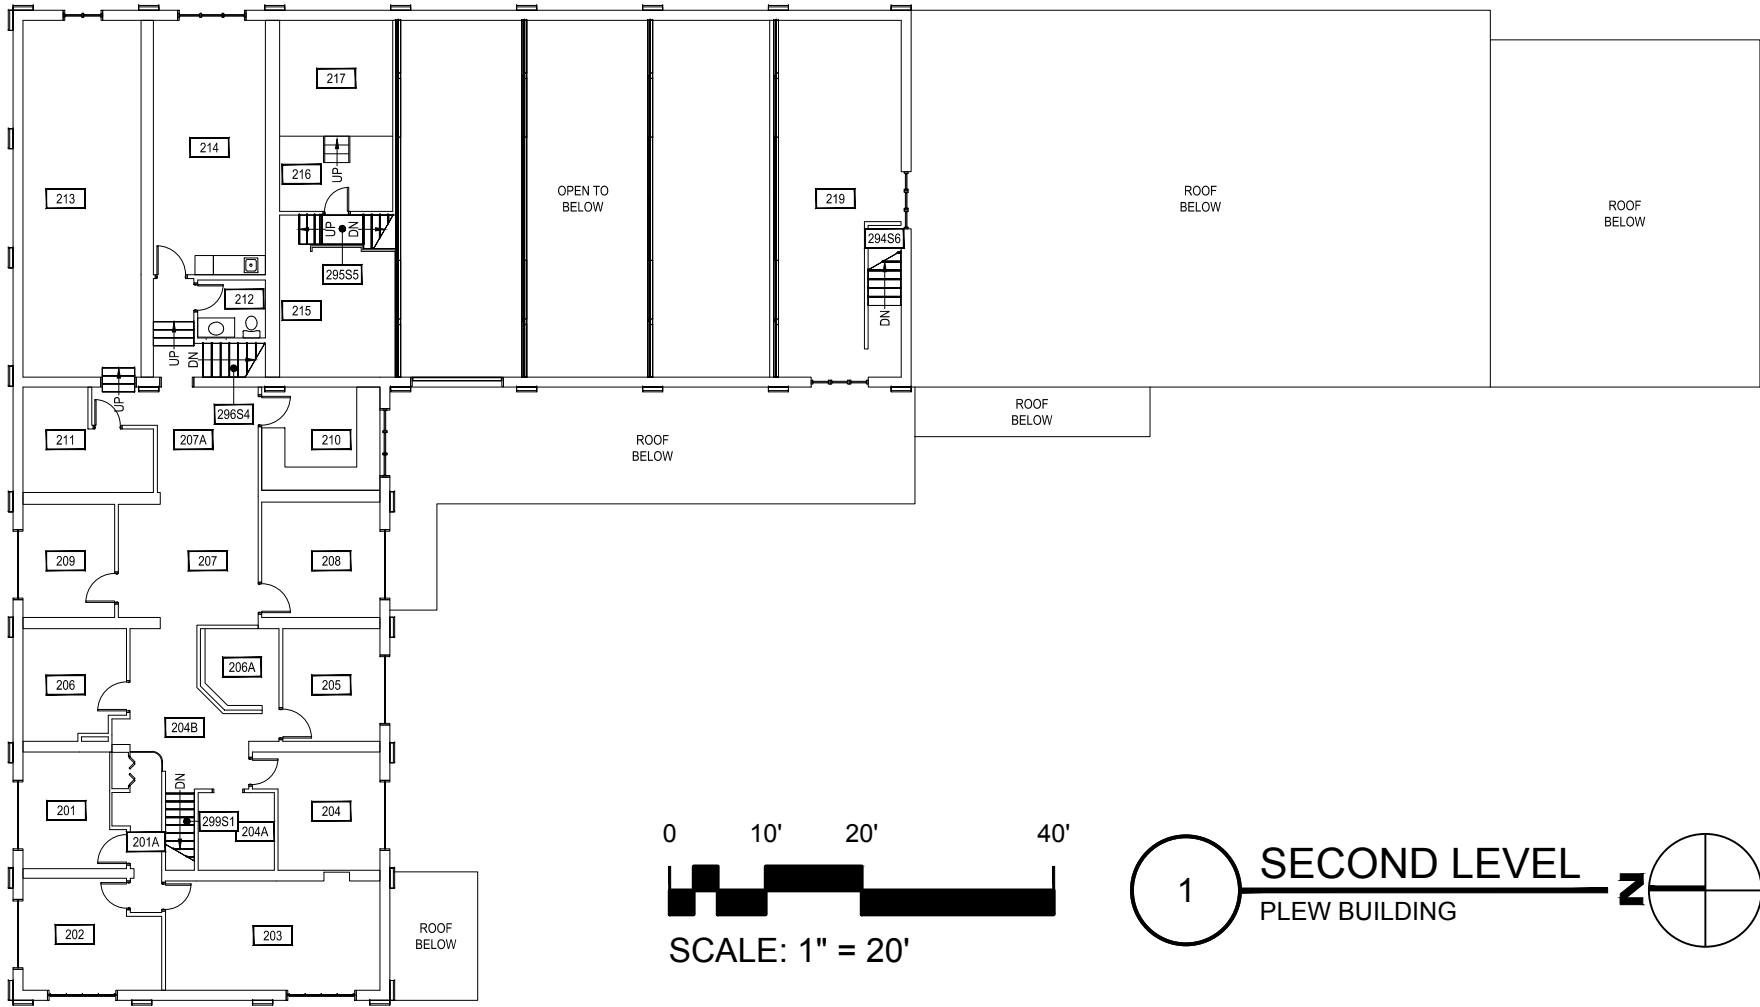 217
214
216
UP
213
OPEN TO
BELOW
219
ROOF
BELOW
ROOF
BELOW
UP
DN
294S6
295S5
212
215
DN
UP
DN
UP
296S4
211
207A
210
ROOF
BELOW
ROOF
BELOW
209
207
208
206A
206
205
204B
DN
201
299S1
204
201A
204A
202
203
ROOF
BELOW
0 10' 20' 40'
SCALE: 1" = 20'
1
SECOND LEVEL
PLEW BUILDING
N